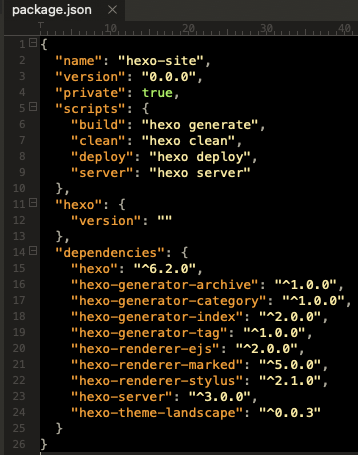 package.json ×
10 20 30 40
1 {
2 "name": "hexo-site",
3 "version": "0.0.0",
4 "private": true,
5 "scripts": {
6 "build": "hexo generate",
7 "clean": "hexo clean",
8 "deploy": "hexo deploy",
9 "server": "hexo server"
10 },
11 "hexo": {
12 "version": ""
13 },
14 "dependencies": {
15 "hexo": "^6.2.0",
16 "hexo-generator-archive": "^1.0.0",
17 "hexo-generator-category": "^1.0.0",
18 "hexo-generator-index": "^2.0.0",
19 "hexo-generator-tag": "^1.0.0",
20 "hexo-renderer-ejs": "^2.0.0",
21 "hexo-renderer-marked": "^5.0.0",
22 "hexo-renderer-stylus": "^2.1.0",
23 "hexo-server": "^3.0.0",
24 "hexo-theme-landscape": "^0.0.3"
25 }
26 }